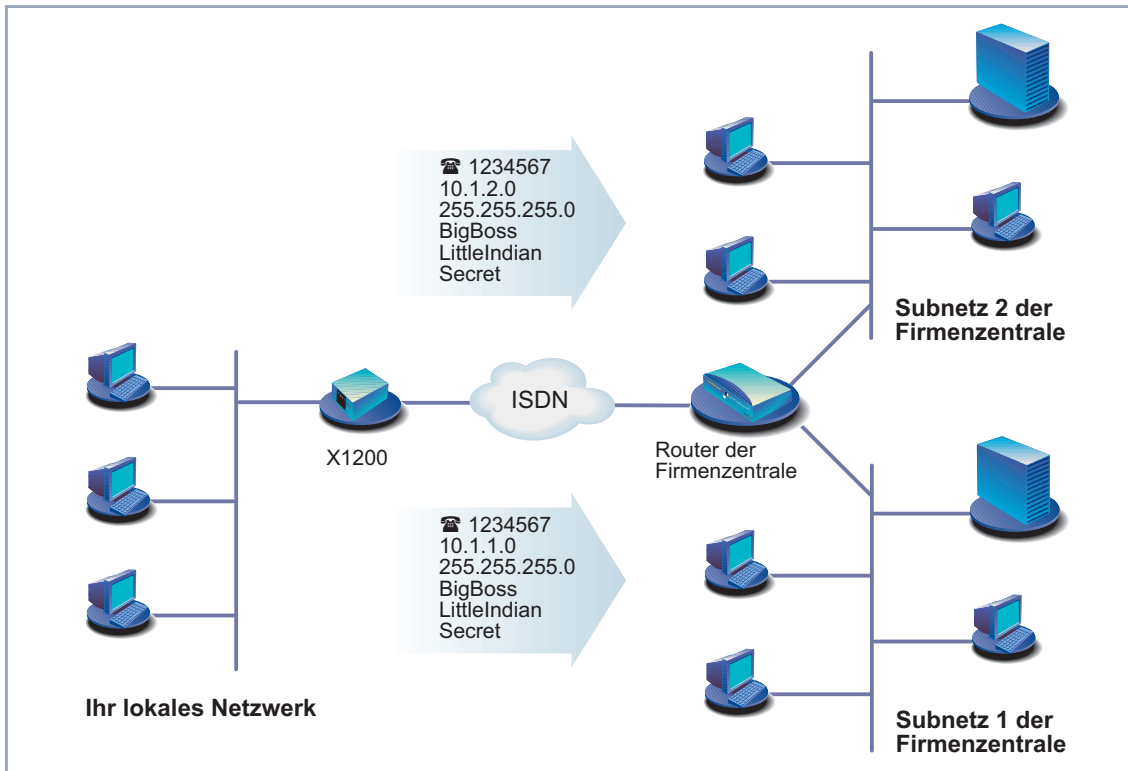 ☎ 1234567
10.1.2.0
255.255.255.0
BigBoss
LittleIndian
Secret
Subnetz 2 der
Firmenzentrale
ISDN
X1200
Router der
Firmenzentrale
☎ 1234567
10.1.1.0
255.255.255.0
BigBoss
LittleIndian
Secret
Ihr lokales Netzwerk
Subnetz 1 der
Firmenzentrale